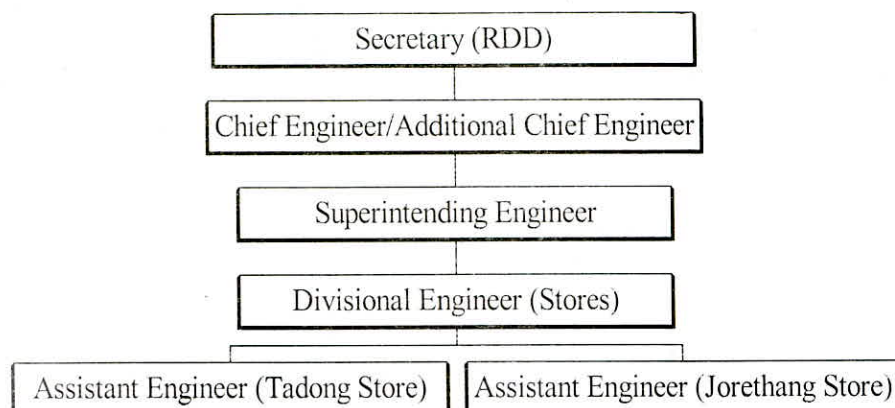 Secretary (RDD)
Chief Engineer/Additional Chief Engineer
Superintending Engineer
Divisional Engineer (Stores)
Assistant Engineer (Tadong Store)
Assistant Engineer (Jorethang Store)